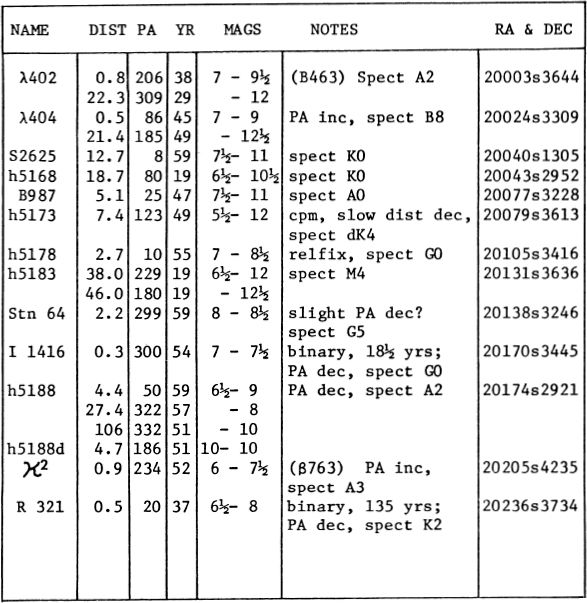 NAME DIST PA YR MAGS NOTES RA & DEC
λ402 0.8 206 38 7 - 9½ (B463) Spect A2 20003s3644
22.3 309 29 - 12
λ404 0.5 86 45 7 - 9 PA inc, spect B8 20024s3309
21.4 185 49 - 12½
S2625 12.7 8 59 7½- 11 spect K0 20040s1305
h5168 18.7 80 19 6½- 10½ spect K0 20043s2952
B987 5.1 25 47 7½- 11 spect A0 20077s3228
h5173 7.4 123 49 5½- 12 cpm, slow dist dec, 20079s3613
spect dK4
h5178 2.7 10 55 7 - 8½ relfix, spect G0 20105s3416
h5183 38.0 229 19 6½- 12 spect M4 20131s3636
46.0 180 19 - 12½
Stn 64 2.2 299 59 8 - 8½ slight PA dec? 20138s3246
spect G5
I 1416 0.3 300 54 7 - 7½ binary, 18½ yrs; 20170s3445
PA dec, spect G0
h5188 4.4 50 59 6½- 9 PA dec, spect A2 20174s2921
27.4 322 57 - 8
106 332 51 - 10
h5188d 4.7 186 51 10- 10
ϰ² 0.9 234 52 6 - 7½ (β763) PA inc, 20205s4235
spect A3
R 321 0.5 20 37 6½- 8 binary, 135 yrs; 20236s3734
PA dec, spect K2